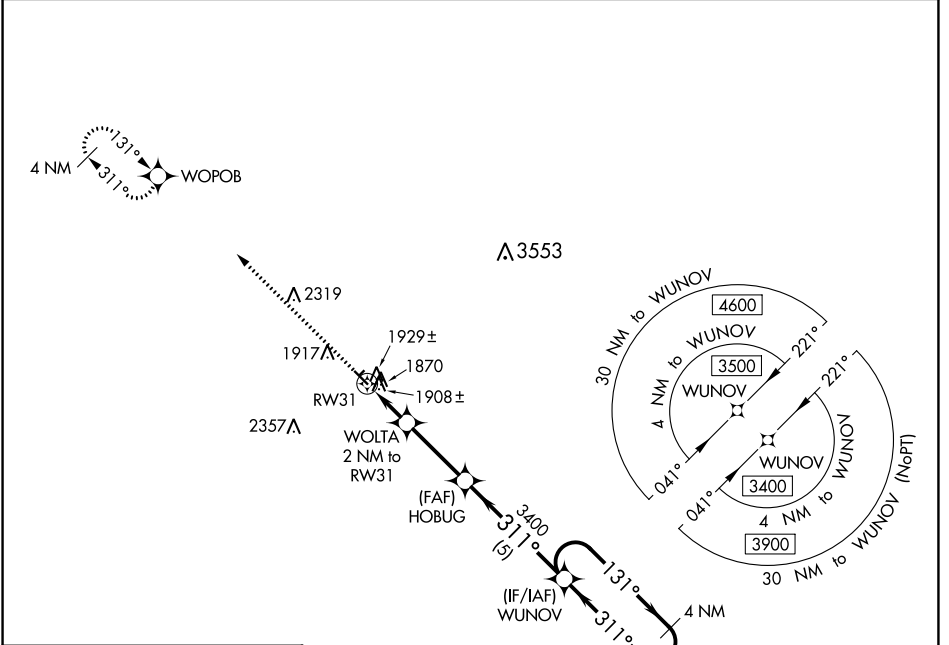 131°
4 NM
311°
WOPOB
3553
2319
1929±
1917
1870
RW31
1908±
2357
WOLTA
2 NM to
RW31
(FAF)
HOBUG
3400
311°
(5)
(IF/IAF)
WUNOV
131°
4 NM
311°
30 NM to WUNOV
4600
4 NM to WUNOV
3500
WUNOV
221°
041°
221°
WUNOV
3400
041°
4 NM to WUNOV
3900
30 NM to WUNOV (NoPT)